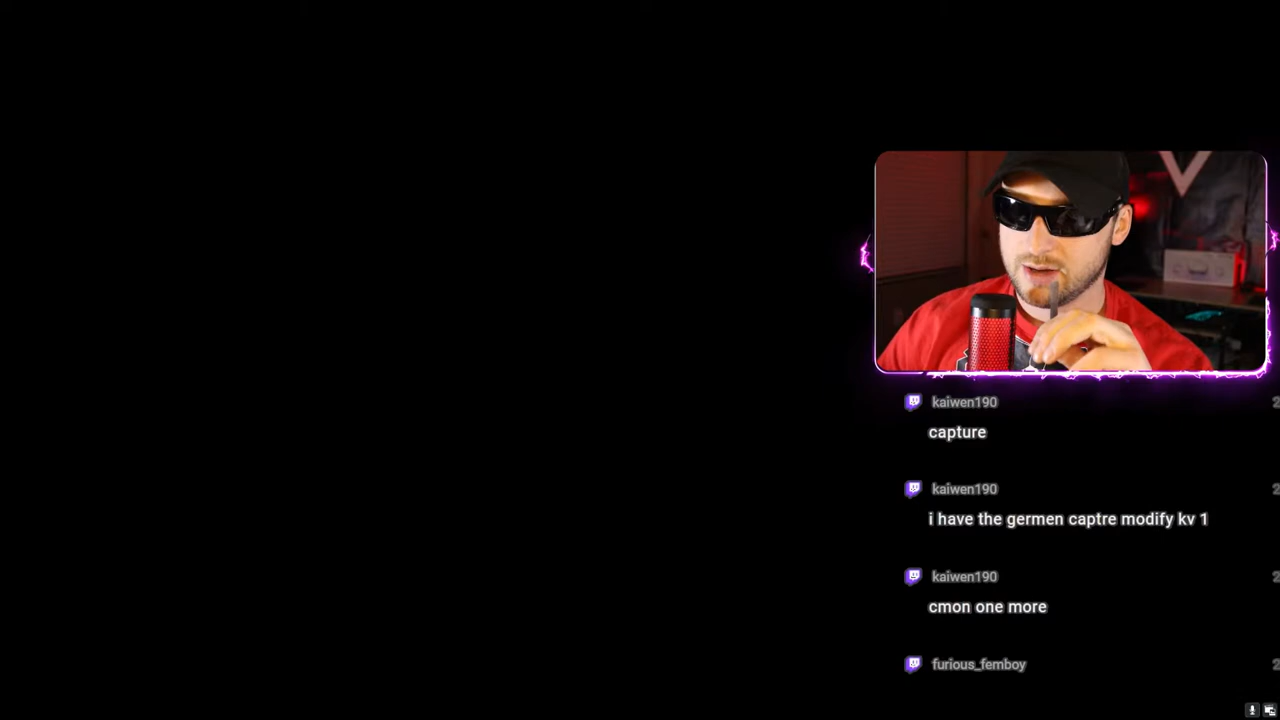 kaiwen190
capture
kaiwen190
i have the germen captre modify kv 1
kaiwen190
cmon one more
furious_femboy